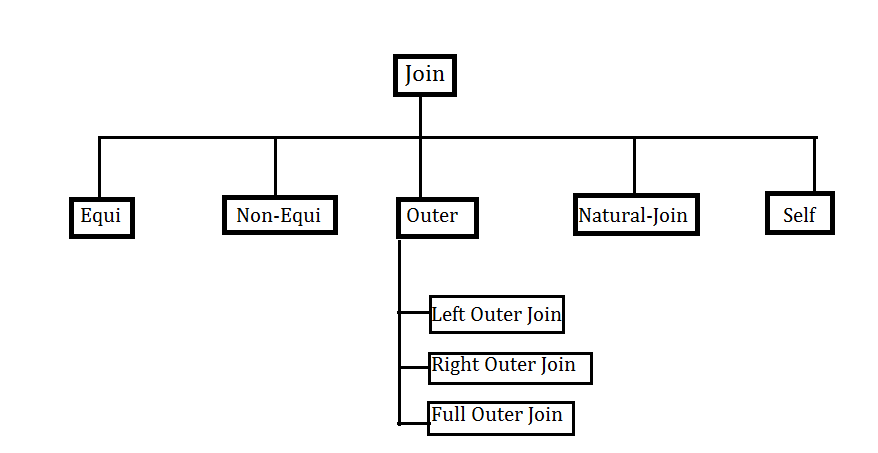 Join
Equi
Non-Equi
Outer
Natural-Join
Self
Left Outer Join
Right Outer Join
Full Outer Join